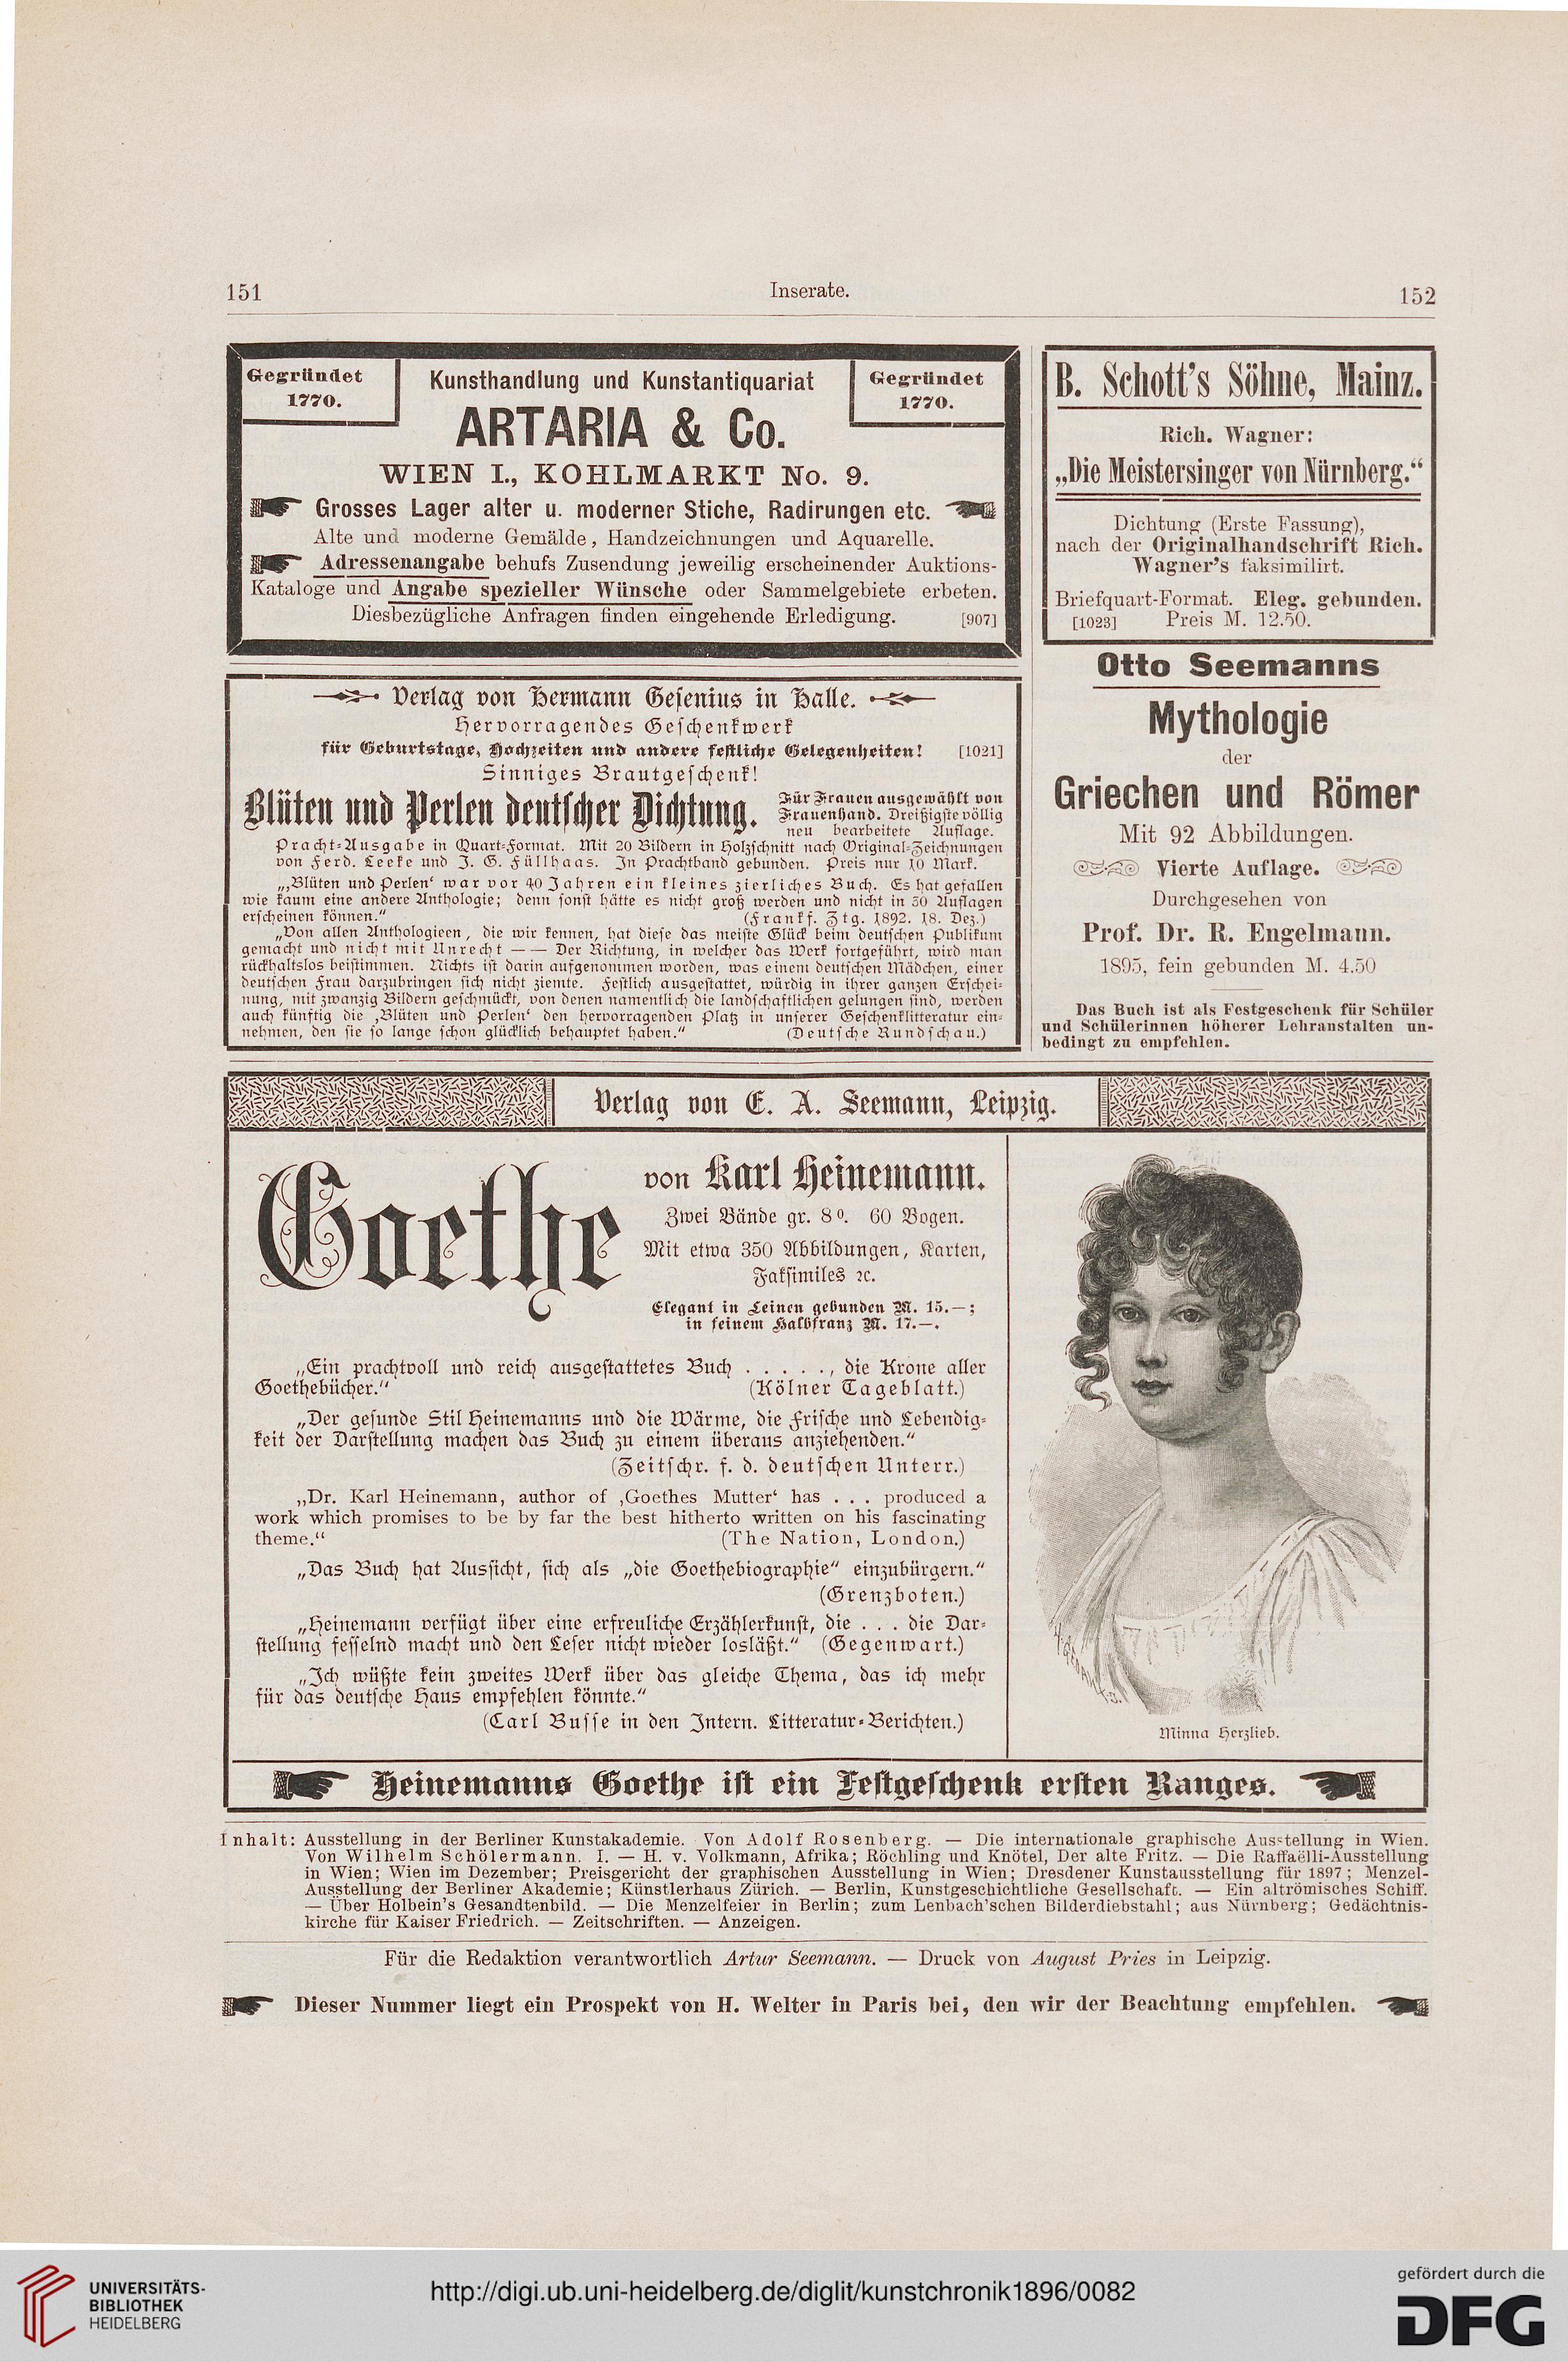 151
Inserate.
152
Gegründet
1770.
Kunsthandlung und Kunstantiquariat
Gegründet
1770.
ARTARIA & Co.
WIEN I., KOHLMARKT No. 9.
Grosses Lager alter u. moderner Stiche, Radirungen etc.
Alte und moderne Gemälde, Handzeichnungen und Aquarelle.
Adressenangabe behufs Zusendung jeweilig erscheinender Auktions-
Kataloge und Angabe spezieller Wünsche oder Sammelgebiete erbeten.
Diesbezügliche Anfragen finden eingehende Erledigung. [907]
Verlag von Hermann Gesenius in Halle.
Hervorragendes Geschenkwerk
für Geburtstage, Hochzeiten und andere festliche Gelegenheiten! [1021]
Sinniges Brautgeschenk!
Blüten und Perlen deutscher Dichtung.
Für Frauen ausgewählt von
Frauenhand. Dreißigste völlig
neu bearbeitete Auflage.
Pracht-Ausgabe in Quart-Format. Mit 20 Bildern in Holzschnitt nach Original-Zeichnungen
von Ferd. Leeke und J. G. Füllhaas. In Prachtband gebunden. Preis nur 10 Mark.
„‚Blüten und Perlen‘ war vor 40 Jahren ein kleines zierliches Buch. Es hat gefallen
wie kaum eine andere Anthologie; denn sonst hätte es nicht groß werden und nicht in 30 Auflagen
erscheinen können.“ (Frankf. Ztg. 1892. 18. Dez.)
„Von allen Anthologieen, die wir kennen, hat diese das meiste Glück beim deutschen Publikum
gemacht und nicht mit Unrecht — — Der Richtung, in welcher das Werk fortgeführt, wird man
rückhaltslos beistimmen. Nichts ist darin aufgenommen worden, was einem deutschen Mädchen, einer
deutschen Frau darzubringen sich nicht ziemte. Festlich ausgestattet, würdig in ihrer ganzen Erschei-
nung, mit zwanzig Bildern geschmückt, von denen namentlich die landschaftlichen gelungen sind, werden
auch künftig die ‚Blüten und Perlen‘ den hervorragenden Platz in unserer Geschenklitteratur ein-
nehmen, den sie so lange schon glücklich behauptet haben.“ (Deutsche Rundschau.)
B. Schott's Söhne, Mainz.
Rich. Wagner:
„Die Meistersinger von Nürnberg.“
Dichtung (Erste Fassung),
nach der Originalhandschrift Rich.
Wagner's faksimilirt.
Briefquart-Format. Eleg. gebunden.
[1023] Preis M. 12.50.
Otto Seemanns
Mythologie
der
Griechen und Römer
Mit 92 Abbildungen.
Vierte Auflage.
Durchgesehen von
Prof. Dr. R. Engelmann.
1895, fein gebunden M. 4.50
Das Buch ist als Festgeschenk für Schüler
und Schülerinnen höherer Lehranstalten un-
bedingt zu empfehlen.
Verlag von E. A. Seemann, Leipzig.
Goethe
von Karl Heinemann.
Zwei Bände gr. 8⁰. 60 Bogen.
Mit etwa 350 Abbildungen, Karten,
Faksimiles ꝛc.
Elegant in Leinen gebunden M. 15.—;
in feinem Halbfranz M. 17.—.
„Ein prachtvoll und reich ausgestattetes Buch . . . . ., die Krone aller
Goethebücher.“ (Kölner Tageblatt.)
„Der gesunde Stil Heinemanns und die Wärme, die Frische und Lebendig-
keit der Darstellung machen das Buch zu einem überaus anziehenden.“
(Zeitschr. f. d. deutschen Unterr.)
„Dr. Karl Heinemann, author of ‚Goethes Mutter‘ has . . . produced a
work which promises to be by far the best hitherto written on his fascinating
theme.“ (The Nation, London.)
„Das Buch hat Aussicht, sich als „die Goethebiographie“ einzubürgern.“
(Grenzboten.)
„Heinemann verfügt über eine erfreuliche Erzählerkunst, die . . . die Dar-
stellung fesselnd macht und den Leser nicht wieder losläßt.“ (Gegenwart.)
„Ich wüßte kein zweites Werk über das gleiche Thema, das ich mehr
für das deutsche Haus empfehlen könnte.“
(Carl Busse in den Intern. Litteratur-Berichten.)
Minna Herzlieb.
Heinemanns Goethe ist ein Festgeschenk ersten Ranges.
Inhalt: Ausstellung in der Berliner Kunstakademie. Von Adolf Rosenberg. — Die internationale graphische Ausstellung in Wien.
Von Wilhelm Schölermann. I. — H. v. Volkmann, Afrika; Röchling und Knötel, Der alte Fritz. — Die Raffaëlli-Ausstellung
in Wien; Wien im Dezember; Preisgericht der graphischen Ausstellung in Wien; Dresdener Kunstausstellung für 1897; Menzel-
Ausstellung der Berliner Akademie; Künstlerhaus Zürich. — Berlin, Kunstgeschichtliche Gesellschaft. — Ein altrömisches Schiff.
— Über Holbein's Gesandtenbild. — Die Menzelfeier in Berlin; zum Lenbach'schen Bilderdiebstahl; aus Nürnberg; Gedächtnis-
kirche für Kaiser Friedrich. — Zeitschriften. — Anzeigen.
Für die Redaktion verantwortlich Artur Seemann. — Druck von August Pries in Leipzig.
Dieser Nummer liegt ein Prospekt von H. Welter in Paris bei, den wir der Beachtung empfehlen.
UNIVERSITÄTS-
BIBLIOTHEK
HEIDELBERG
http://digi.ub.uni-heidelberg.de/diglit/kunstchronik1896/0082
gefördert durch die
DFG